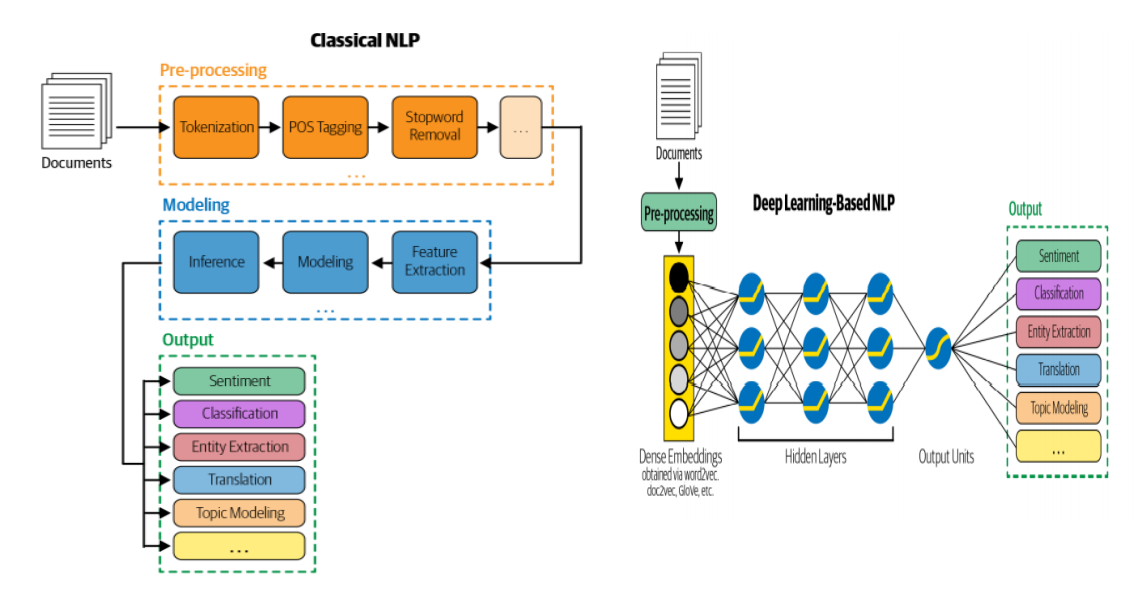 Classical NLP
Pre-processing
Documents
Tokenization
POS Tagging
Stopword
Removal
...
...
Modeling
Inference
Modeling
Feature
Extraction
...
Output
Sentiment
Classification
Entity Extraction
Translation
Topic Modeling
...
Documents
Pre-processing
Deep Learning-Based NLP
Dense Embeddings
obtained via word2vec.
doc2vec, GloVe, etc.
Hidden Layers
Output Units
Output
Sentiment
Classification
Entity Extraction
Translation
Topic Modeling
...